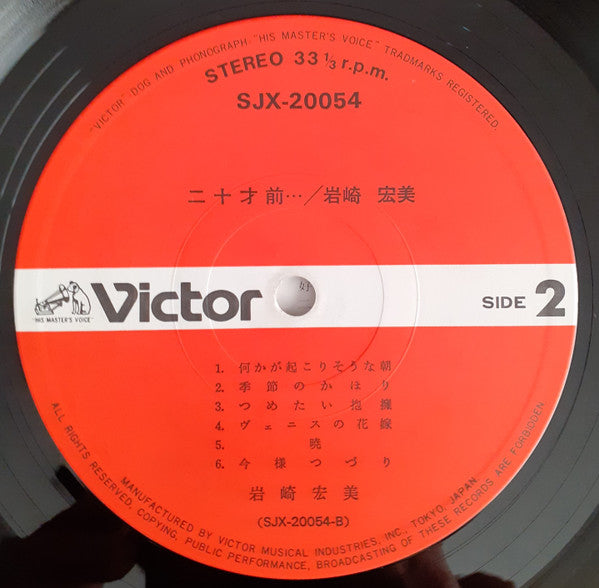 "VICTOR" DOG AND PHONOGRAPH-"HIS MASTER'S VOICE" TRADMARKS REGISTERED.
STEREO 33 1/3 r.p.m.
SJX-20054
二十才前…/岩崎 宏美
"HIS MASTER'S VOICE"
Victor
好
SIDE 2
1. 何かが起こりそうな朝
2. 季節のかほり
3. つめたい抱擁
4. ヴェニスの花嫁
5. 暁
6. 今様つづり
岩崎宏美
(SJX-20054-B)
MANUFACTURED BY VICTOR MUSICAL INDUSTRIES, INC., TOKYO, JAPAN
ALL RIGHTS RESERVED, COPYING, PUBLIC PERFORMANCE, BROADCASTING OF THESE RECORDS ARE FORBIDDEN